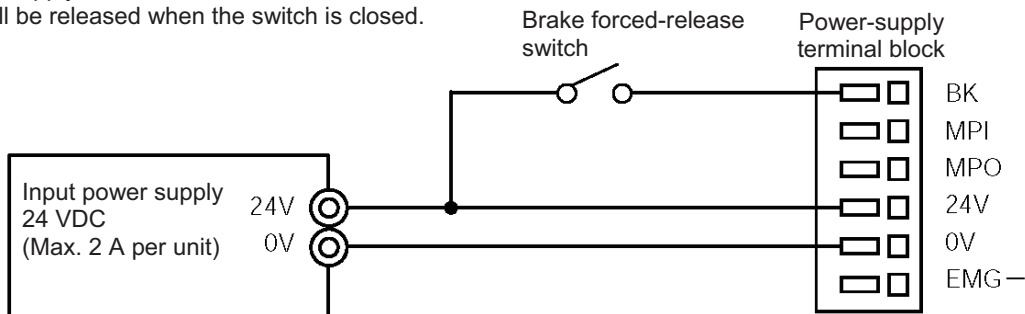 ll be released when the switch is closed.
Brake forced-release
switch
Power-supply
terminal block
BK
MPI
MPO
24V
0V
EMG−
Input power supply
24 VDC
(Max. 2 A per unit)
24V
0V